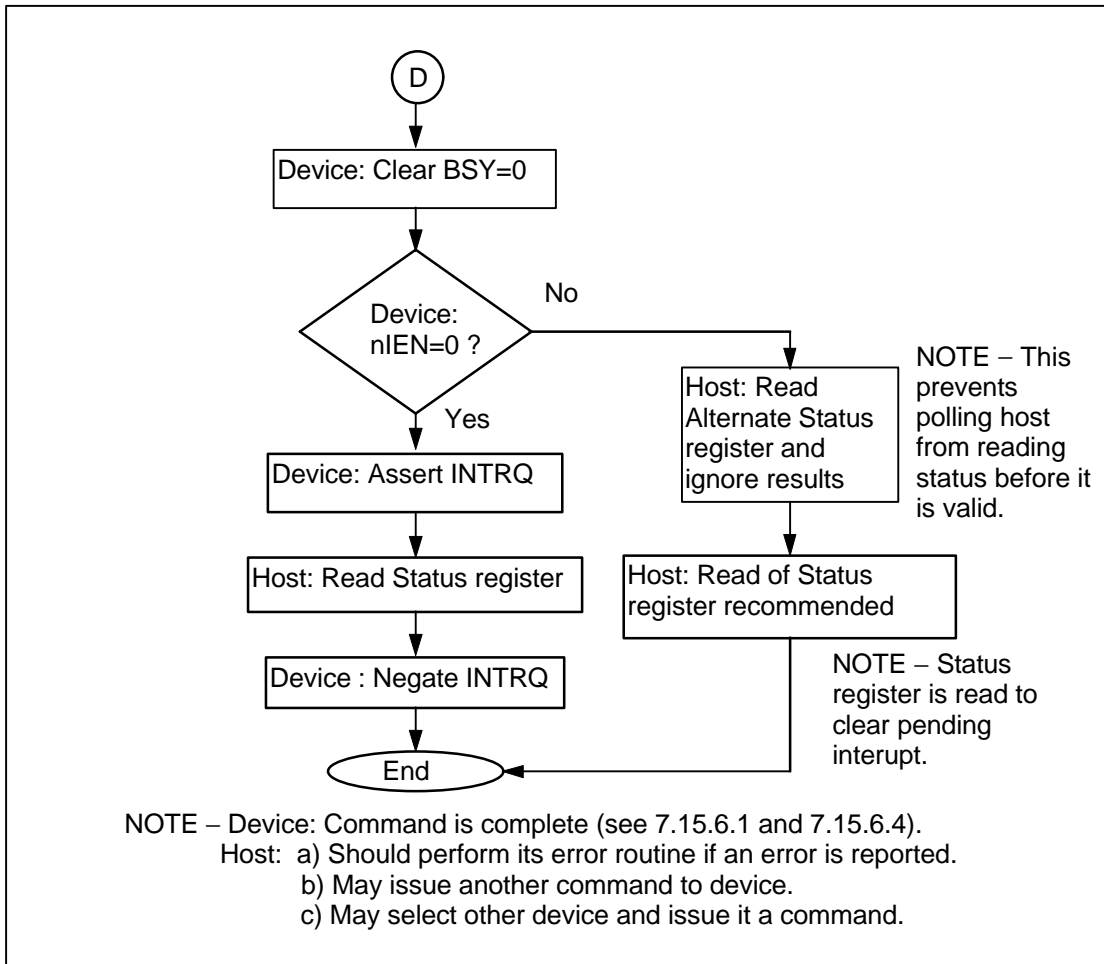 D
Device: Clear BSY=0
Device:
nIEN=0 ?
No
Yes
Device: Assert INTRQ
Host: Read Status register
Device : Negate INTRQ
End
Host: Read
Alternate Status
register and
ignore results
NOTE – This
prevents
polling host
from reading
status before it
is valid.
Host: Read of Status
register recommended
NOTE – Status
register is read to
clear pending
interupt.
NOTE – Device: Command is complete (see 7.15.6.1 and 7.15.6.4).
Host: a) Should perform its error routine if an error is reported.
b) May issue another command to device.
c) May select other device and issue it a command.